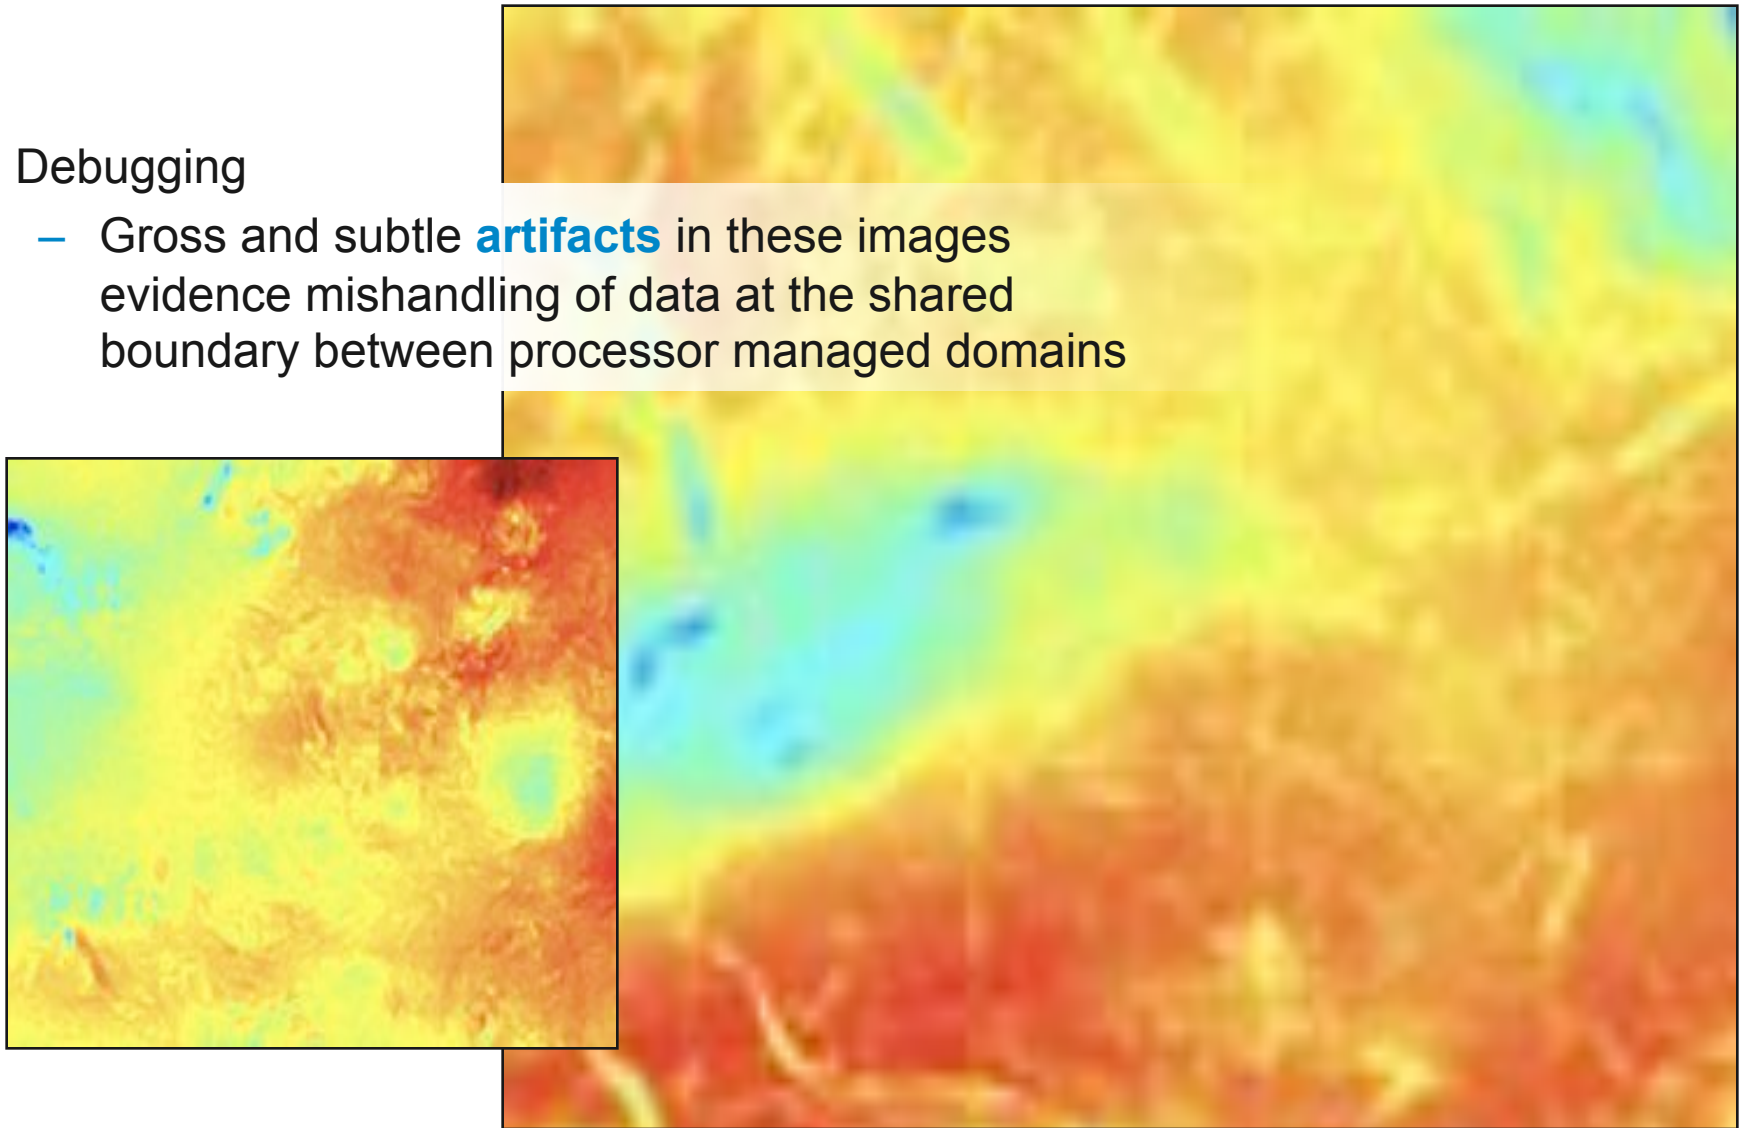 Debugging
– Gross and subtle artifacts in these images
evidence mishandling of data at the shared
boundary between processor managed domains